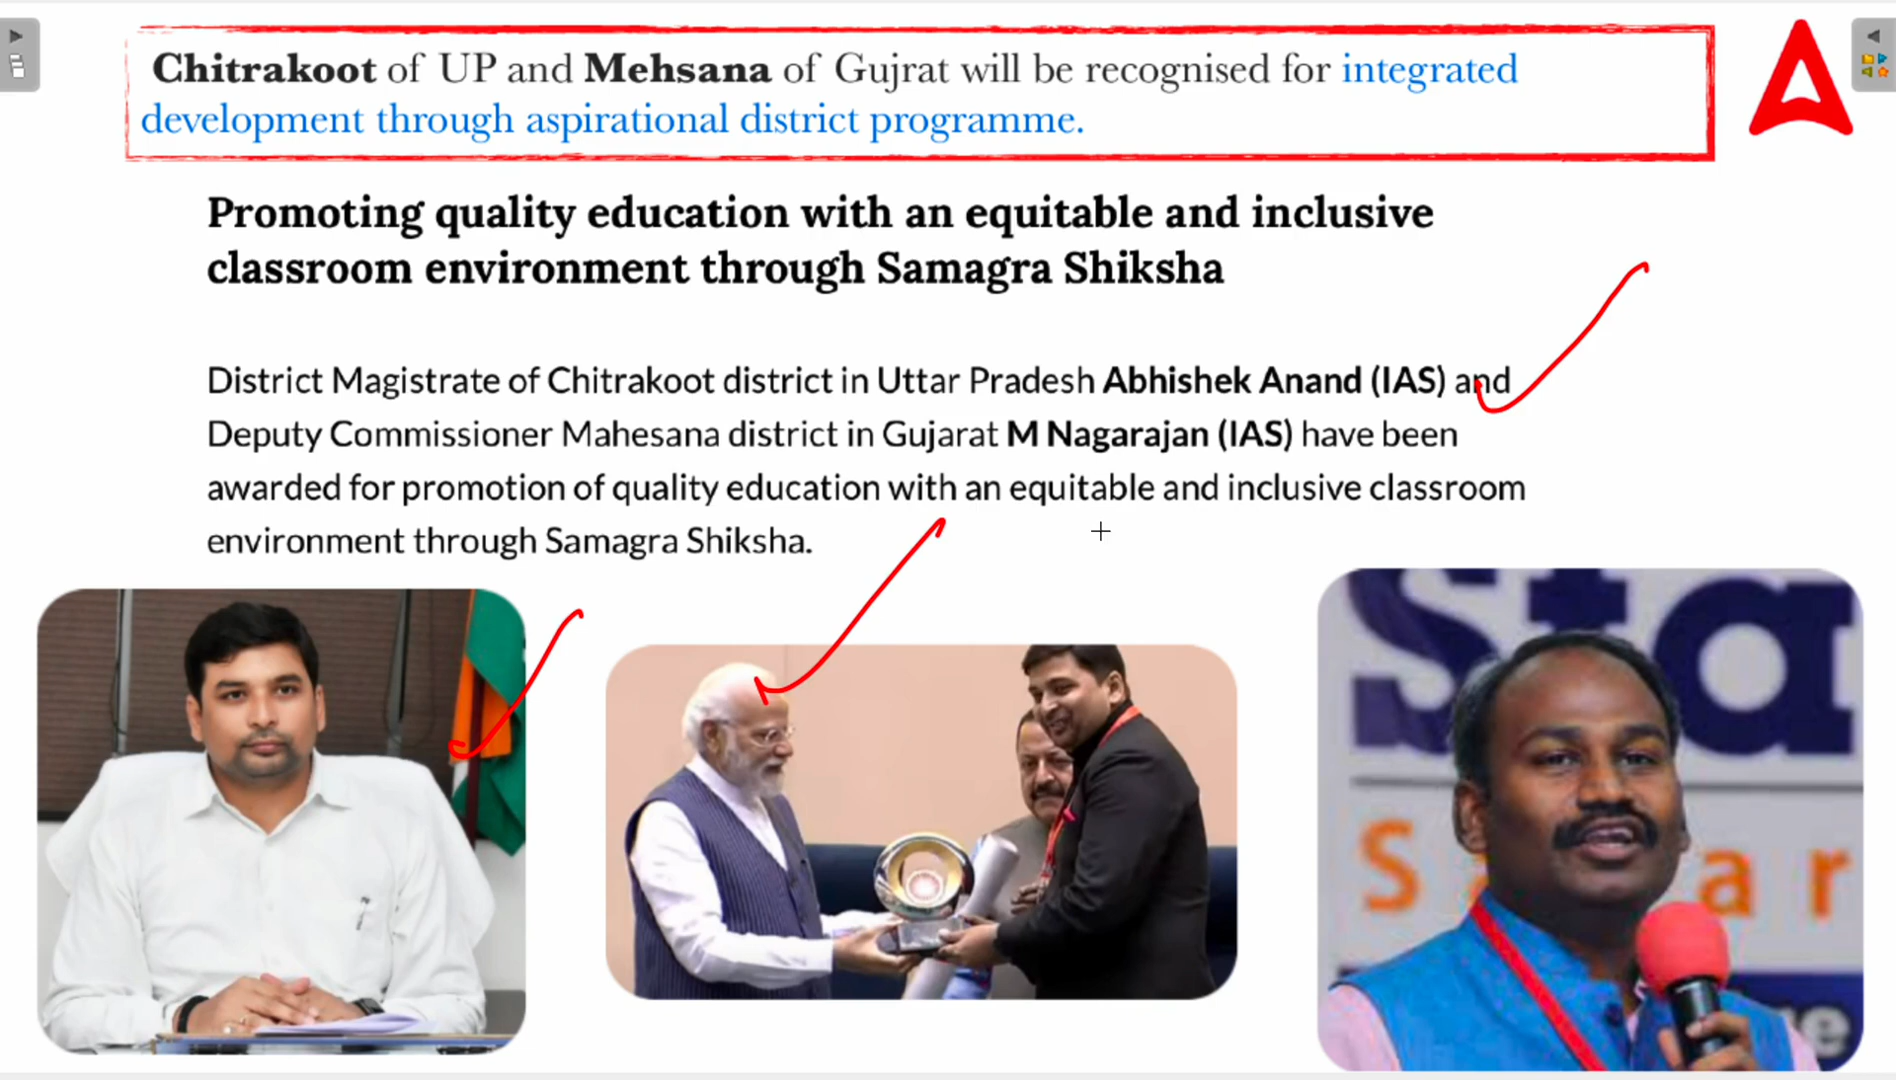 Chitrakoot of UP and Mehsana of Gujrat will be recognised for integrated
development through aspirational district programme.
Promoting quality education with an equitable and inclusive
classroom environment through Samagra Shiksha
District Magistrate of Chitrakoot district in Uttar Pradesh Abhishek Anand (IAS) and
Deputy Commissioner Mahesana district in Gujarat M Nagarajan (IAS) have been
awarded for promotion of quality education with an equitable and inclusive classroom
environment through Samagra Shiksha.